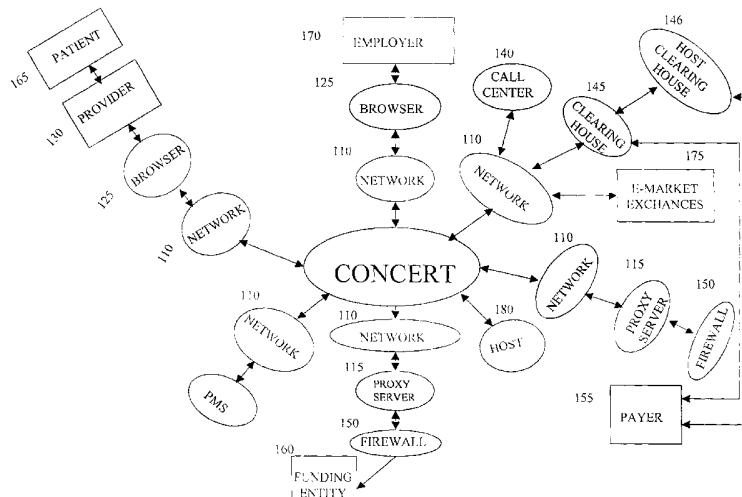 146
170
EMPLOYER
140
HOST
CLEARING
HOUSE
PATIENT
165
125
CALL
CENTER
145
PROVIDER
130
BROWSER
CLEARING
HOUSE
110
110
175
BROWSER
125
NETWORK
NETWORK
E-MARKET
EXCHANGES
NETWORK
110
110
CONCERT
NETWORK
115
150
110
110
180
PROXY
SERVER
FIREWALL
NETWORK
NETWORK
HOST
115
PROXY
SERVER
155
PAYER
PMS
150
FIREWALL
160
FUNDING
ENTITY